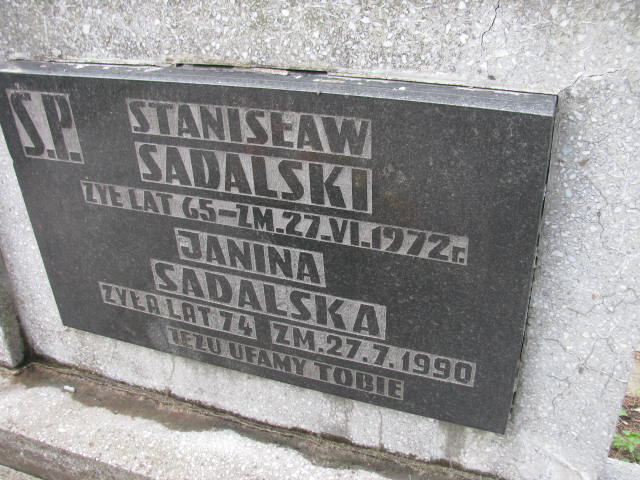 Ś.P.
STANISŁAW
SADALSKI
ŻYŁ LAT 65-ZM.27.VI.1972r.
JANINA
SADALSKA
ŻYŁA LAT 74 ZM.27.7.1990
JEZU UFAMY TOBIE